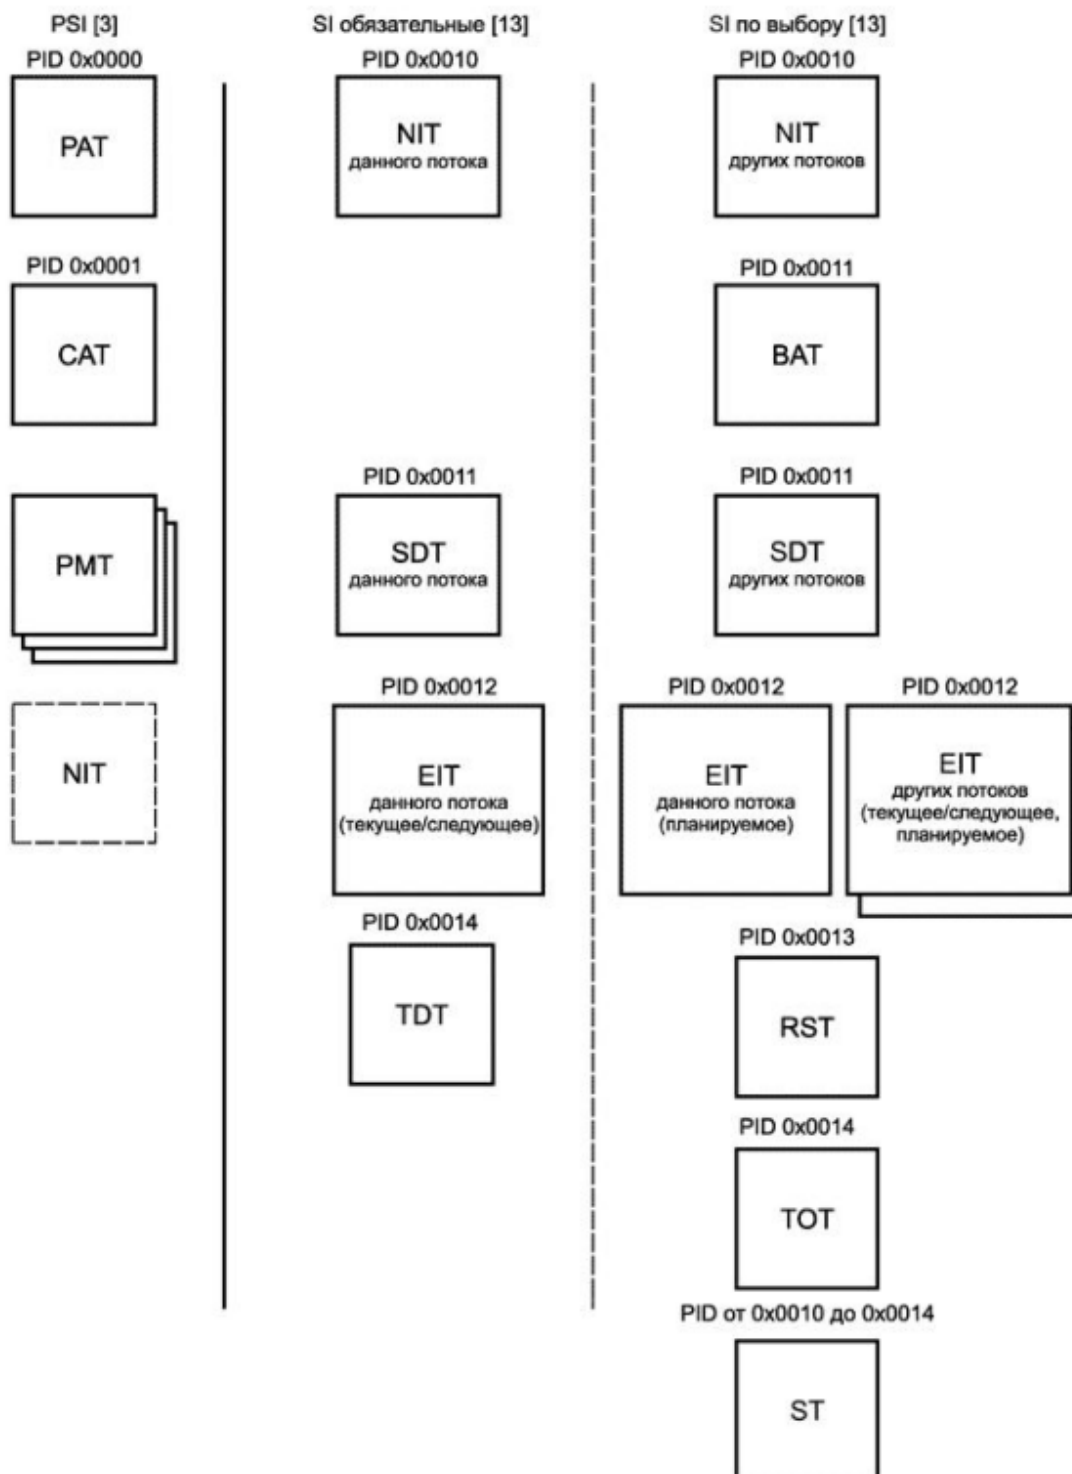 PSI [3]
SI обязательные [13]
SI по выбору [13]
PID 0x0000
PID 0x0010
PID 0x0010
PAT
NIT
данного потока
NIT
других потоков
PID 0x0001
PID 0x0011
CAT
BAT
PID 0x0011
PID 0x0011
PMT
SDT
данного потока
SDT
других потоков
PID 0x0012
PID 0x0012
PID 0x0012
NIT
EIT
данного потока
(текущее/следующее)
EIT
данного потока
(планируемое)
EIT
других потоков
(текущее/следующее,
планируемое)
PID 0x0014
PID 0x0013
TDT
RST
PID 0x0014
TOT
PID от 0x0010 до 0x0014
ST